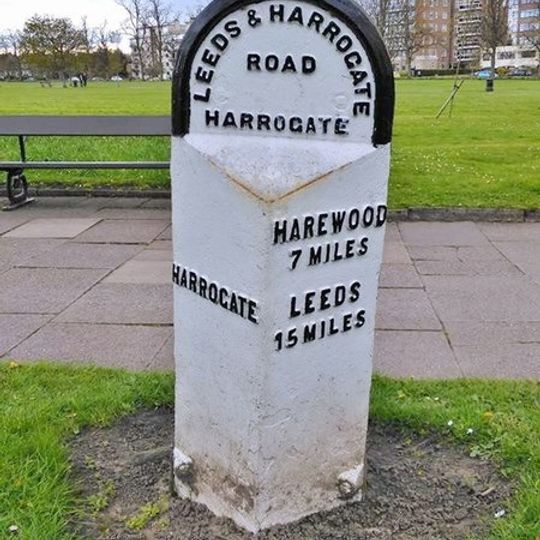 LEEDS & HARROGATE
ROAD
HARROGATE
HARROGATE
HAREWOOD
7 MILES
LEEDS
15 MILES